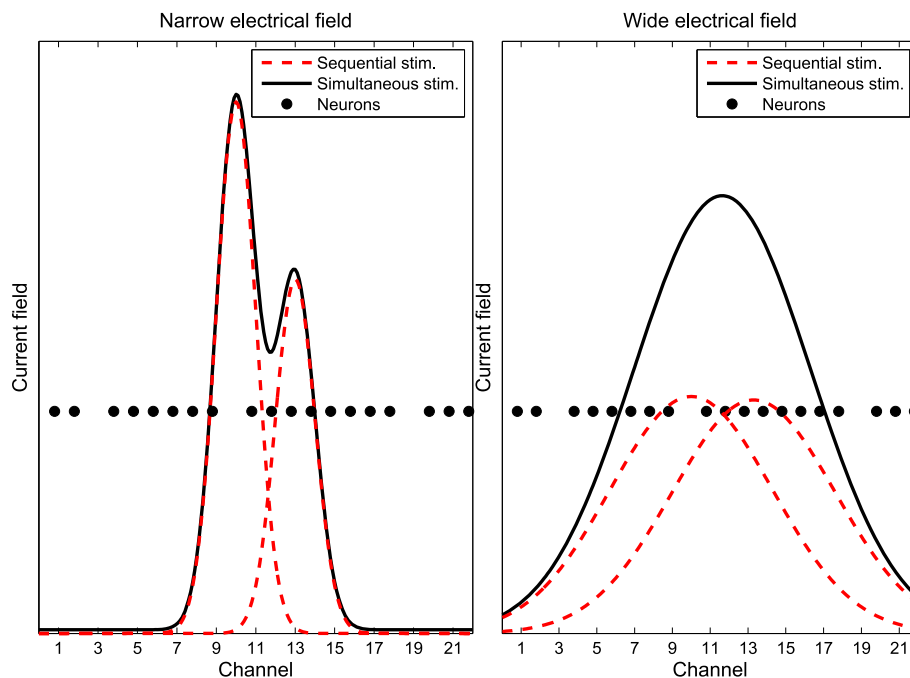 Narrow electrical field
Sequential stim.
Simultaneous stim.
Neurons
Current field
1 3 5 7 9 11 13 15 17 19 21
Channel
Wide electrical field
Sequential stim.
Simultaneous stim.
Neurons
Current field
1 3 5 7 9 11 13 15 17 19 21
Channel